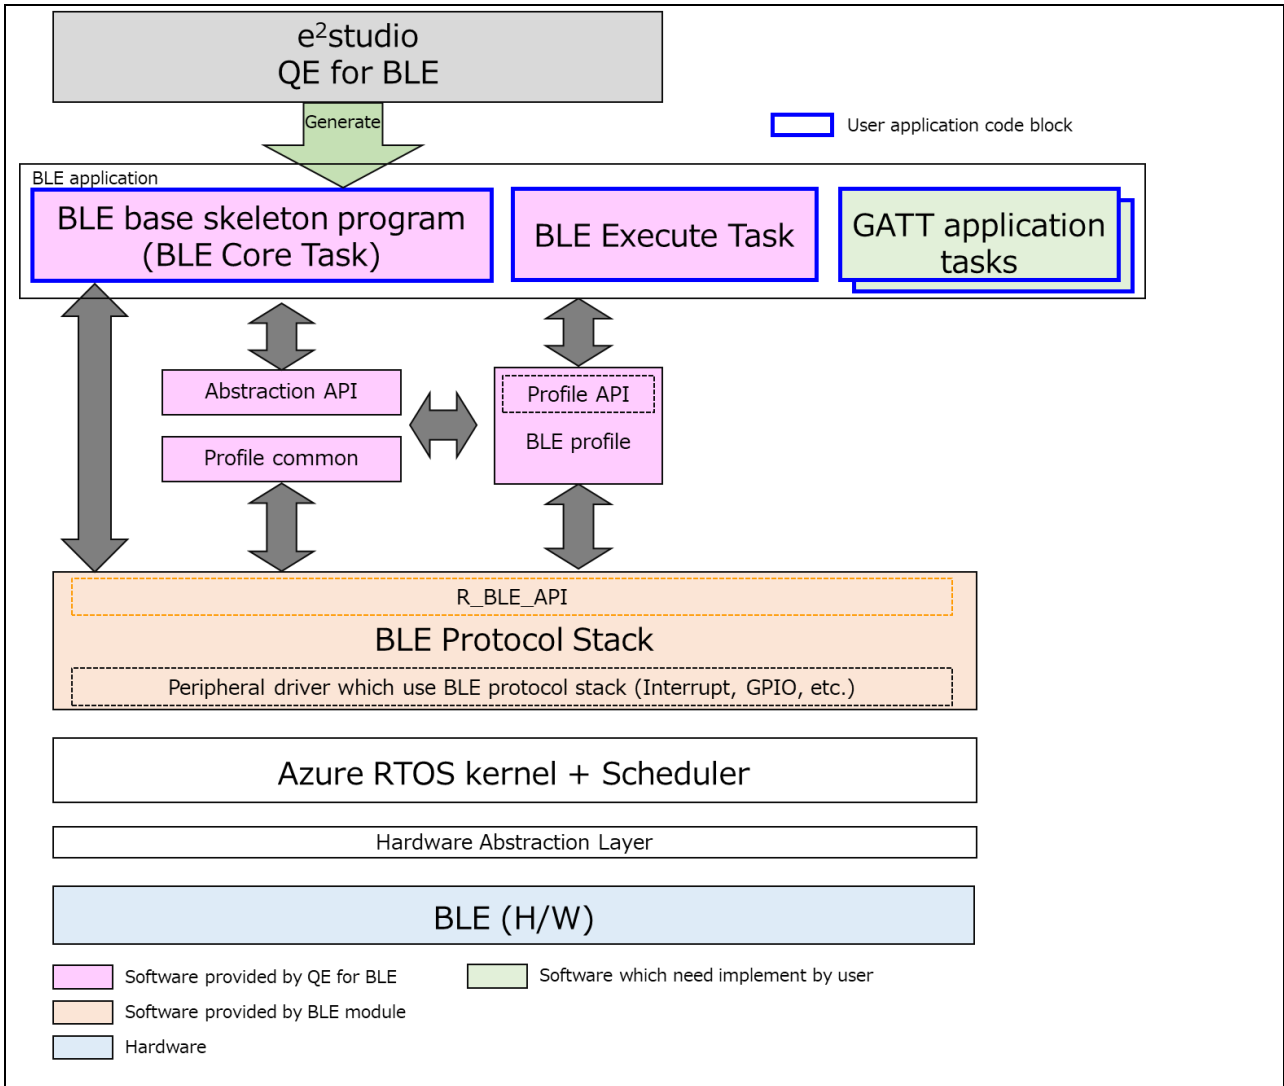 e²studio
QE for BLE
Generate
User application code block
BLE application
BLE base skeleton program
(BLE Core Task)
BLE Execute Task
GATT application
tasks
Abstraction API
Profile API
BLE profile
Profile common
R_BLE_API
BLE Protocol Stack
Peripheral driver which use BLE protocol stack (Interrupt, GPIO, etc.)
Azure RTOS kernel + Scheduler
Hardware Abstraction Layer
BLE (H/W)
Software provided by QE for BLE
Software which need implement by user
Software provided by BLE module
Hardware